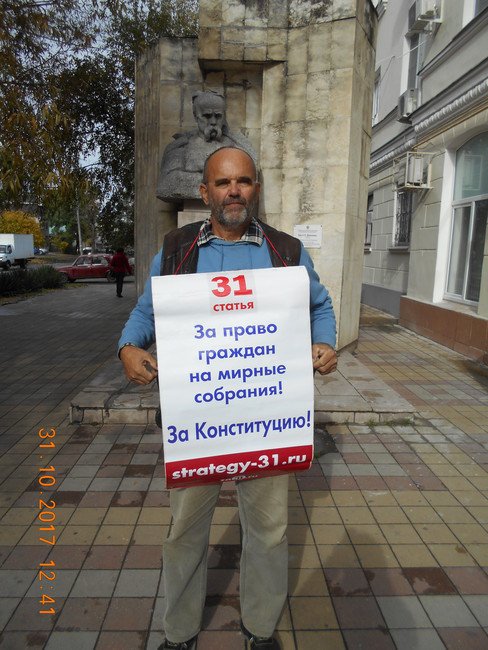 31
статья
За право
граждан
на мирные
собрания!
За Конституцию!
strategy-31.ru
31 10 2017 12:41